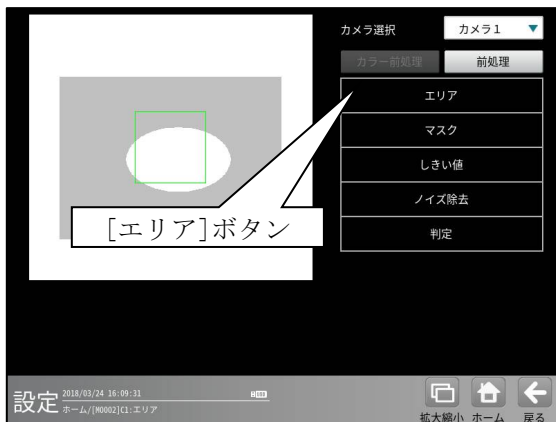 カメラ選択
カメラ1
カラー前処理
前処理
エリア
マスク
しきい値
ノイズ除去
判定
[エリア]ボタン
設定
2018/03/24 16:09:31
ホーム/[M0002]C1:エリア
拡大縮小
ホーム
戻る